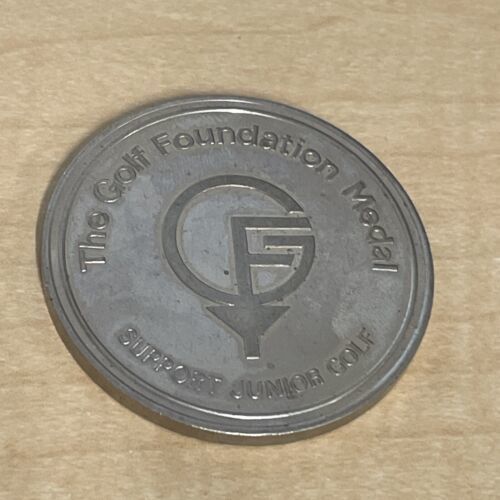 The Golf Foundation Medal
GF
SUPPORT JUNIOR GOLF